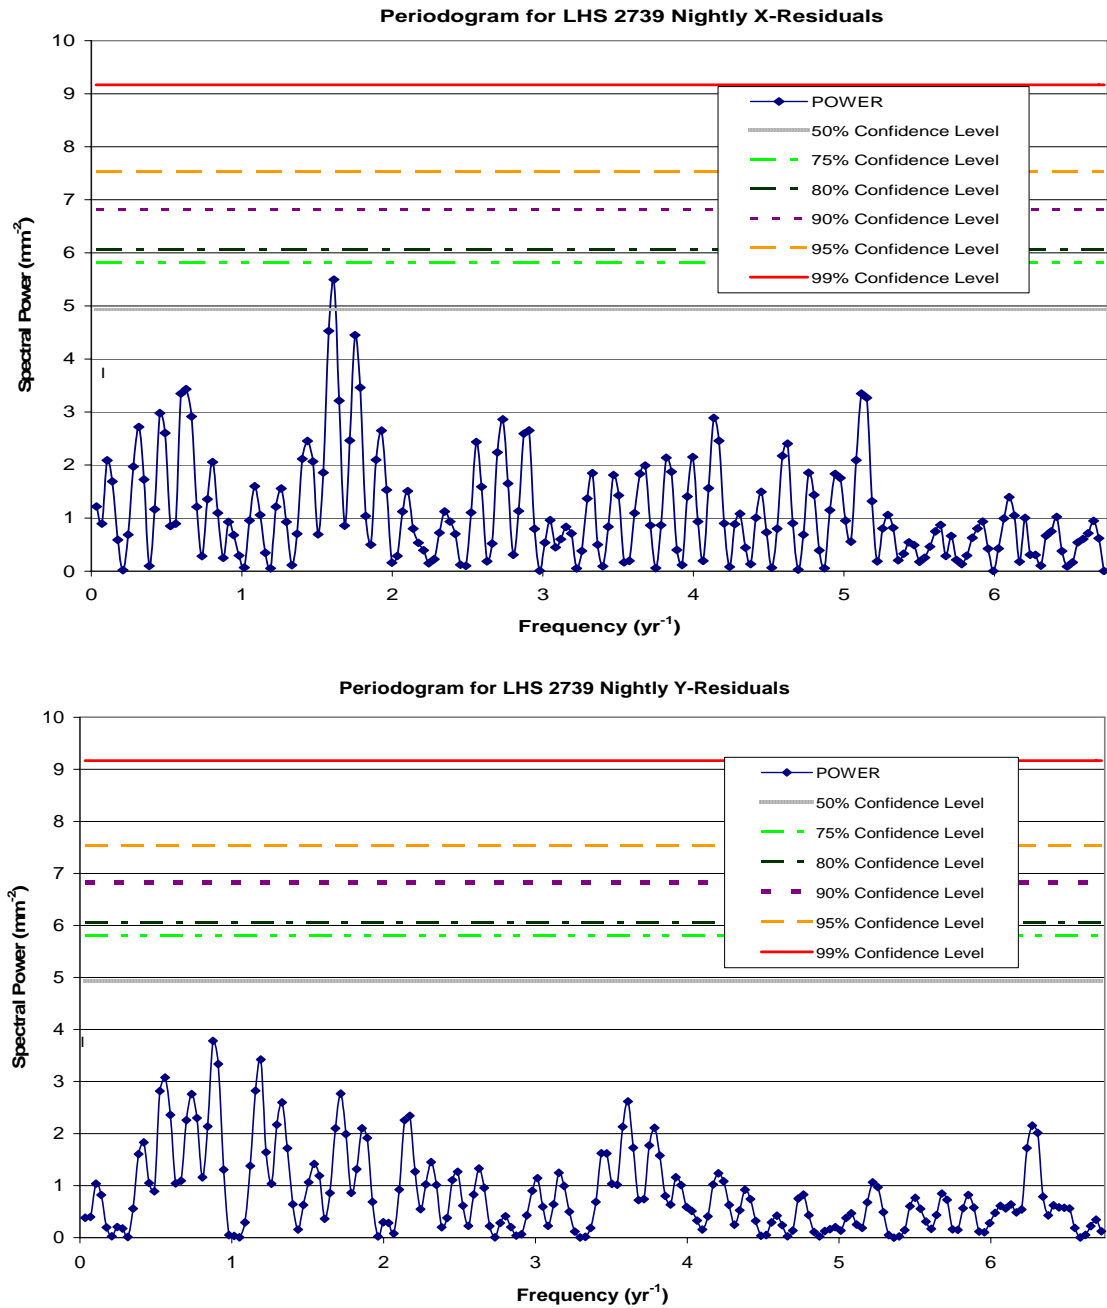 Periodogram for LHS 2739 Nightly X-Residuals
10
9
8
7
6
5
4
3
2
1
0
Spectral Power (mm⁻²)
POWER
50% Confidence Level
75% Confidence Level
80% Confidence Level
90% Confidence Level
95% Confidence Level
99% Confidence Level
0 1 2 3 4 5 6
Frequency (yr⁻¹)
Periodogram for LHS 2739 Nightly Y-Residuals
10
9
8
7
6
5
4
3
2
1
0
Spectral Power (mm⁻²)
POWER
50% Confidence Level
75% Confidence Level
80% Confidence Level
90% Confidence Level
95% Confidence Level
99% Confidence Level
0 1 2 3 4 5 6
Frequency (yr⁻¹)